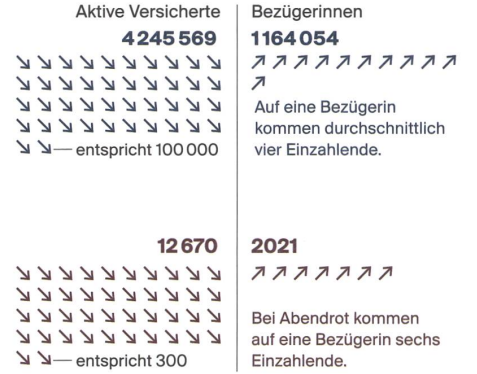 Aktive Versicherte
4 245 569
entspricht 100 000
Bezügerinnen
1 164 054
Auf eine Bezügerin
kommen durchschnittlich
vier Einzahlende.
12 670
entspricht 300
2021
Bei Abendrot kommen
auf eine Bezügerin sechs
Einzahlende.